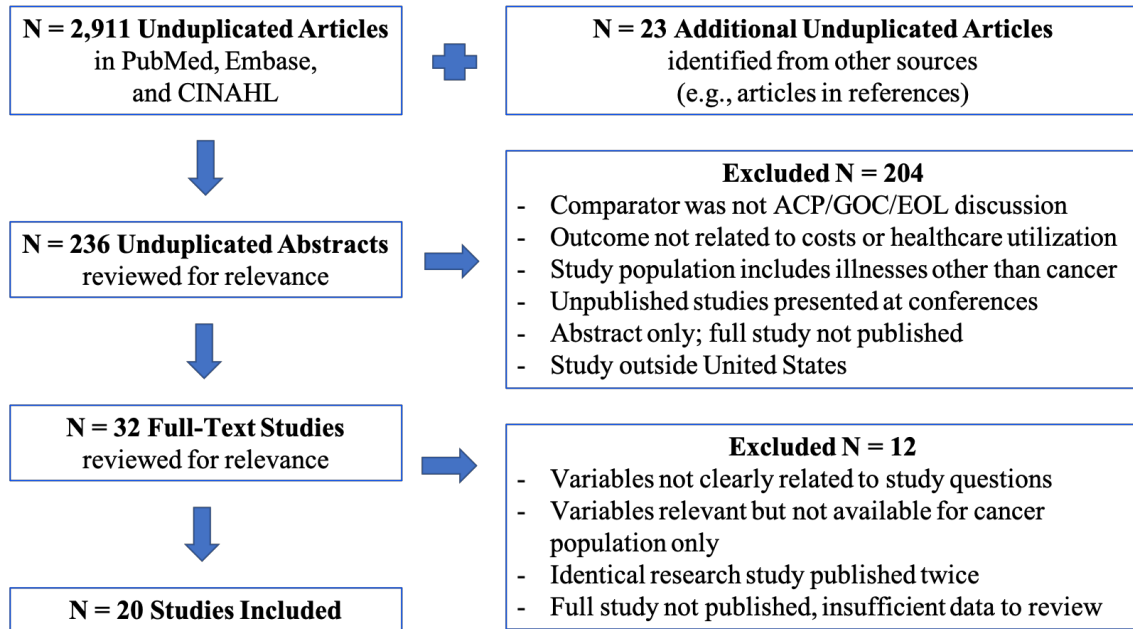 N = 2,911 Unduplicated Articles
in PubMed, Embase,
and CINAHL
N = 23 Additional Unduplicated Articles
identified from other sources
(e.g., articles in references)
N = 236 Unduplicated Abstracts
reviewed for relevance
Excluded N = 204
- Comparator was not ACP/GOC/EOL discussion
- Outcome not related to costs or healthcare utilization
- Study population includes illnesses other than cancer
- Unpublished studies presented at conferences
- Abstract only; full study not published
- Study outside United States
N = 32 Full-Text Studies
reviewed for relevance
Excluded N = 12
- Variables not clearly related to study questions
- Variables relevant but not available for cancer
population only
- Identical research study published twice
- Full study not published, insufficient data to review
N = 20 Studies Included